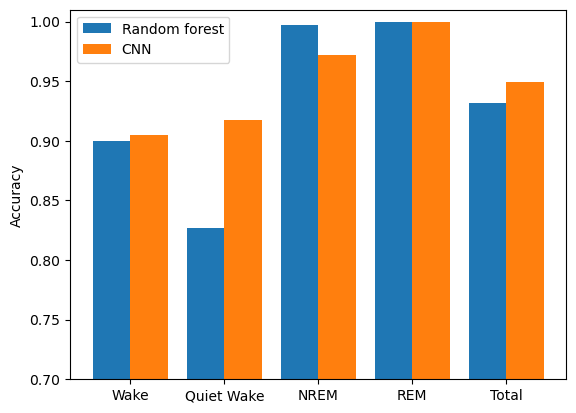 Random forest
CNN
Accuracy
1.00
0.95
0.90
0.85
0.80
0.75
0.70
Wake
Quiet Wake
NREM
REM
Total